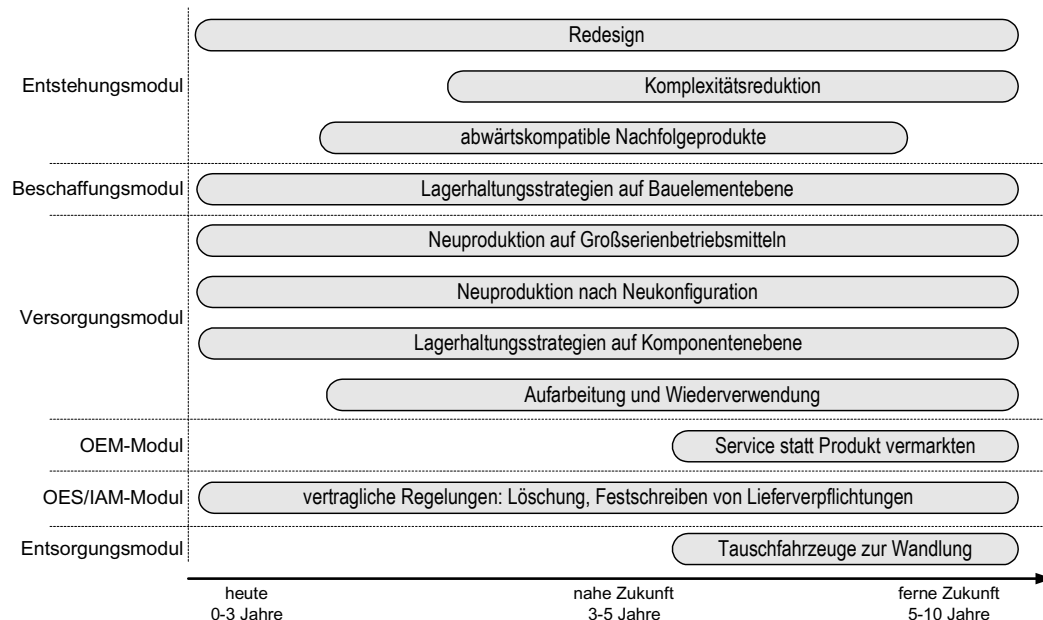 Redesign
Entstehungsmodul
Komplexitätsreduktion
abwärtskompatible Nachfolgeprodukte
Beschaffungsmodul
Lagerhaltungsstrategien auf Bauelementebene
Neuproduktion auf Großserienbetriebsmitteln
Neuproduktion nach Neukonfiguration
Versorgungsmodul
Lagerhaltungsstrategien auf Komponentenebene
Aufarbeitung und Wiederverwendung
OEM-Modul
Service statt Produkt vermarkten
OES/IAM-Modul
vertragliche Regelungen: Löschung, Festschreiben von Lieferverpflichtungen
Entsorgungsmodul
Tauschfahrzeuge zur Wandlung
heute
0-3 Jahre
nahe Zukunft
3-5 Jahre
ferne Zukunft
5-10 Jahre